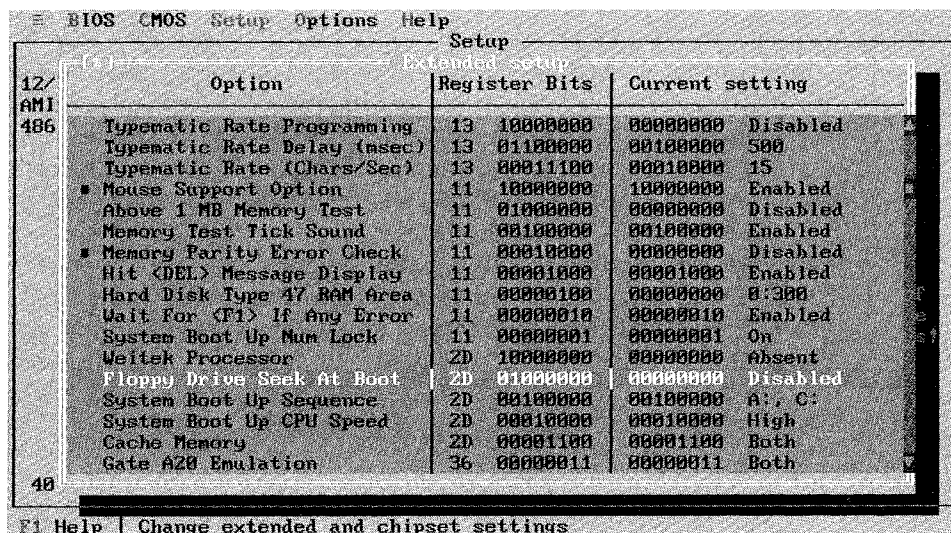 ≡ BIOS CMOS Setup Options Help
Setup
[↑] Extended setup
12/ Option Register Bits Current setting
AMI
486 Typematic Rate Programming 13 10000000 00000000 Disabled
Typematic Rate Delay (msec) 13 01100000 00100000 500
Typematic Rate (Chars/Sec) 13 00011100 00010000 15
■ Mouse Support Option 11 10000000 10000000 Enabled
Above 1 MB Memory Test 11 01000000 00000000 Disabled
Memory Test Tick Sound 11 00100000 00100000 Enabled
■ Memory Parity Error Check 11 00010000 00000000 Disabled
Hit <DEL> Message Display 11 00001000 00001000 Enabled
Hard Disk Type 47 RAM Area 11 00000100 00000000 0:300
Wait For <F1> If Any Error 11 00000010 00000010 Enabled
System Boot Up Num Lock 11 00000001 00000001 On
Weitek Processor 2D 10000000 00000000 Absent
Floppy Drive Seek At Boot 2D 01000000 00000000 Disabled
System Boot Up Sequence 2D 00100000 00100000 A:, C:
System Boot Up CPU Speed 2D 00010000 00010000 High
Cache Memory 2D 00001100 00001100 Both
Gate A20 Emulation 36 00000011 00000011 Both
40
F1 Help | Change extended and chipset settings